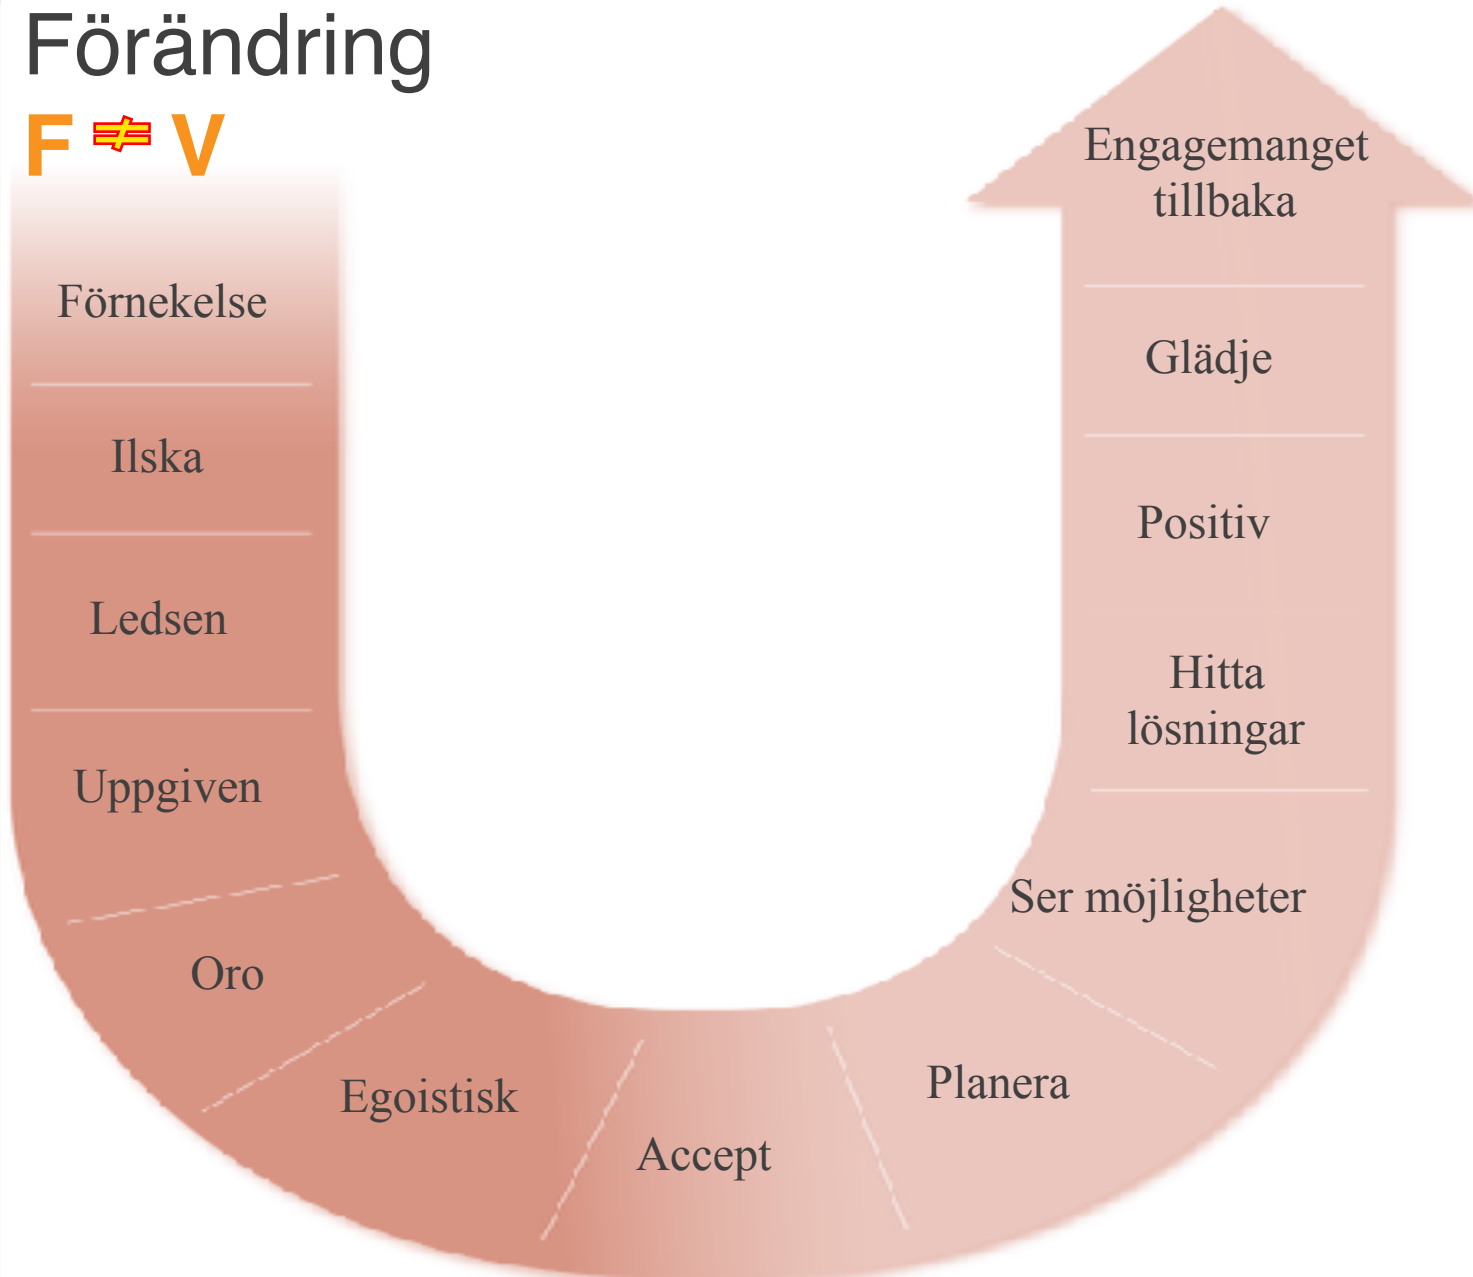 Förändring
F ≠ V
Förnekelse
Ilska
Ledsen
Uppgiven
Oro
Egoistisk
Accept
Planera
Ser möjligheter
Hitta
lösningar
Positiv
Glädje
Engagemanget
tillbaka